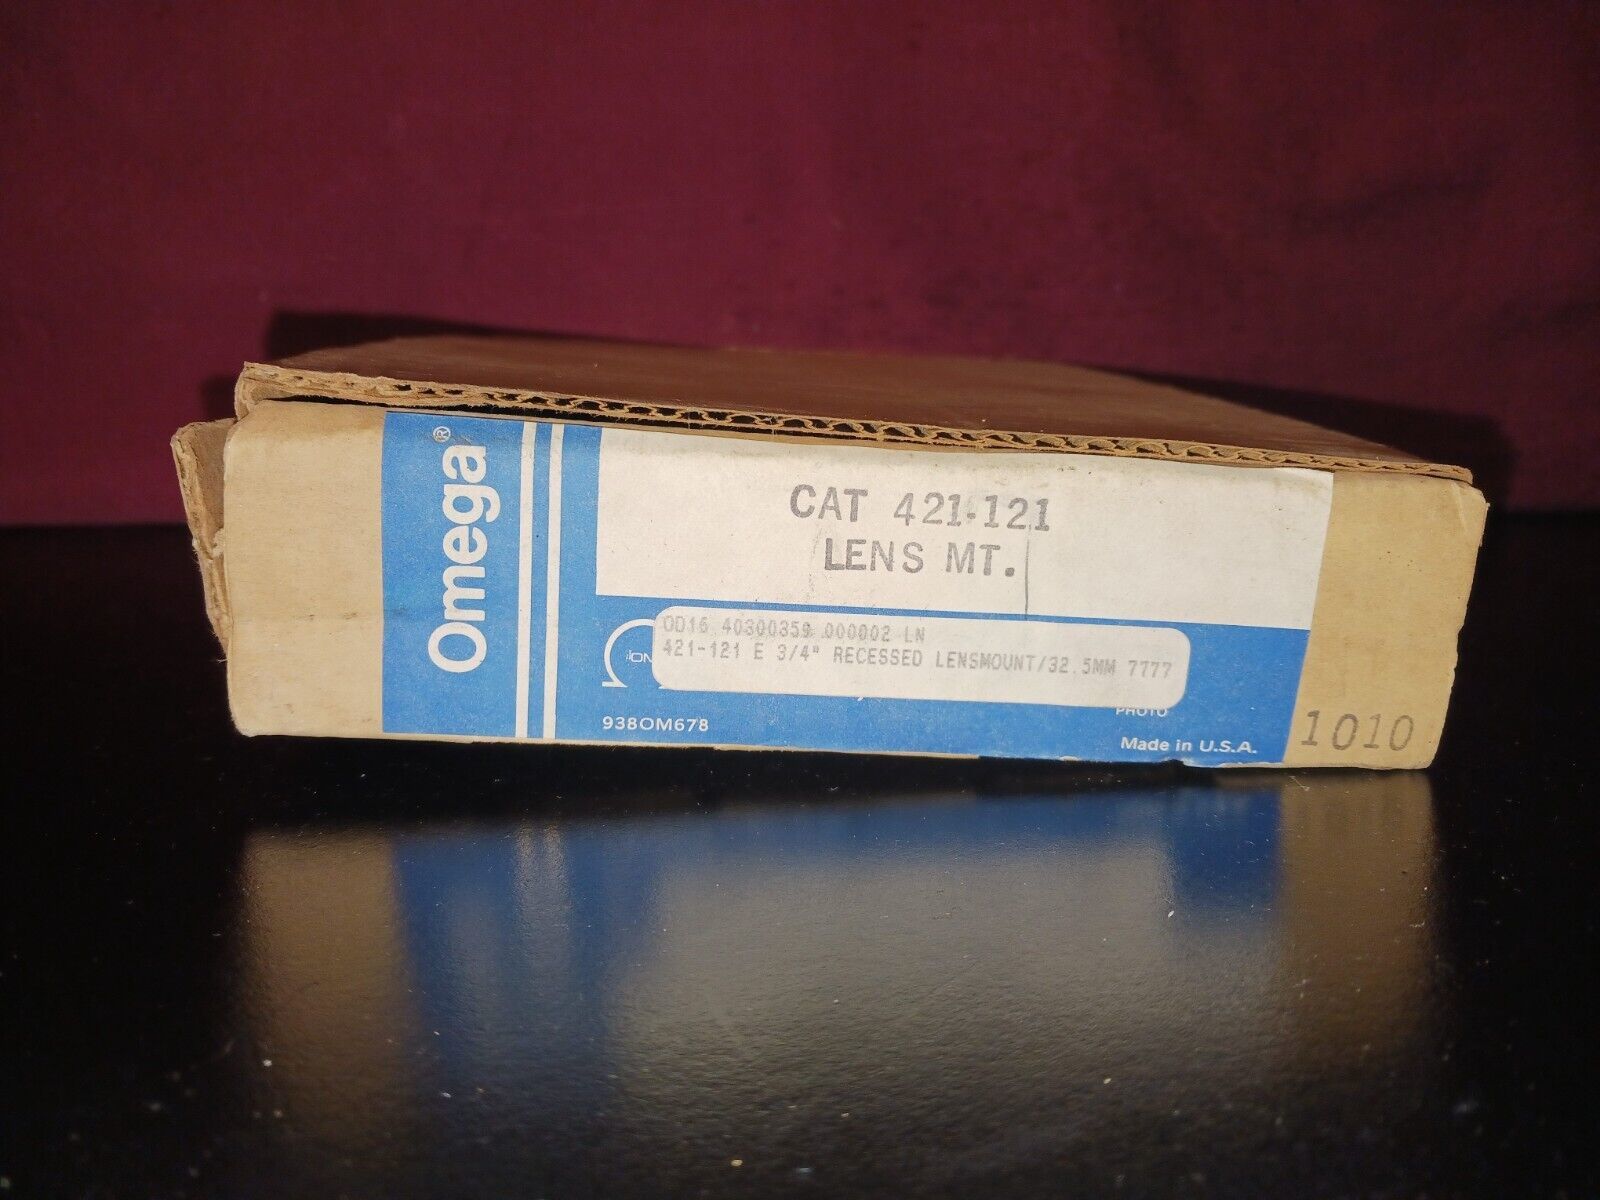 Omega®
CAT 421-121
LENS MT.
OD16 40300359 000002 LN
421-121 E 3/4" RECESSED LENSMOUNT/32.5MM 7777
938OM678
PHOTO
Made in U.S.A.
1010